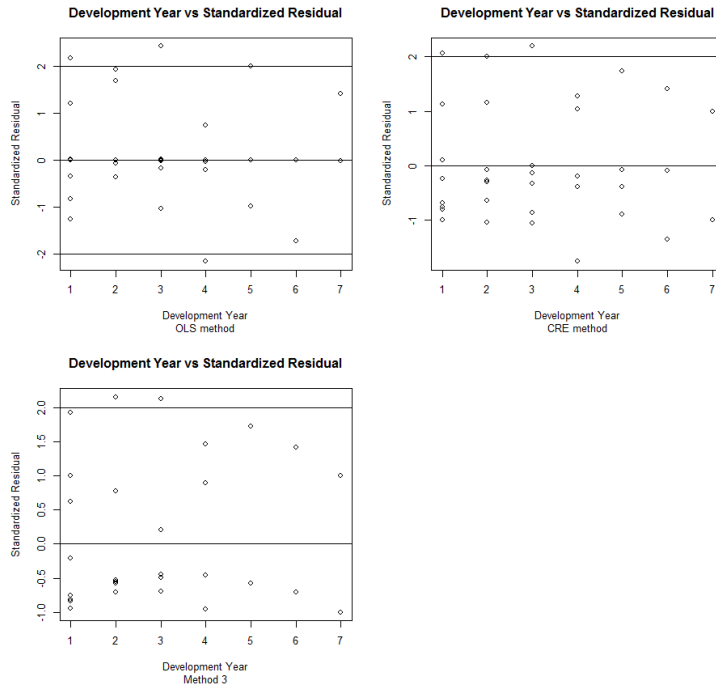 Development Year vs Standardized Residual
2
1
0
-1
-2
Standardized Residual
1 2 3 4 5 6 7
Development Year
OLS method
Development Year vs Standardized Residual
2
1
0
-1
Standardized Residual
1 2 3 4 5 6 7
Development Year
CRE method
Development Year vs Standardized Residual
2.0
1.5
1.0
0.5
0.0
-0.5
-1.0
Standardized Residual
1 2 3 4 5 6 7
Development Year
Method 3